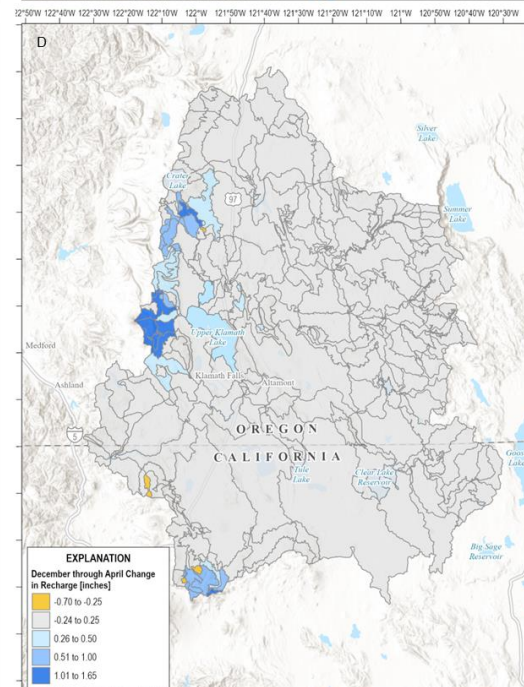 22°50'W 122°40'W 122°30'W 122°20'W 122°10'W 122°W 121°50'W 121°40'W 121°30'W 121°20'W 121°10'W 121°W 120°50'W 120°40'W 120°30'W
D
Silver
Lake
Crater
Lake
97
Summer
Lake
Upper Klamath
Lake
Medford
Ashland
Klamath Falls
Altamont
OREGON
5
CALIFORNIA
Tule
Lake
Clear Lake
Reservoir
Goose
Lake
Big Sage
Reservoir
EXPLANATION
December through April Change
in Recharge [inches]
-0.70 to -0.25
-0.24 to 0.25
0.26 to 0.50
0.51 to 1.00
1.01 to 1.65